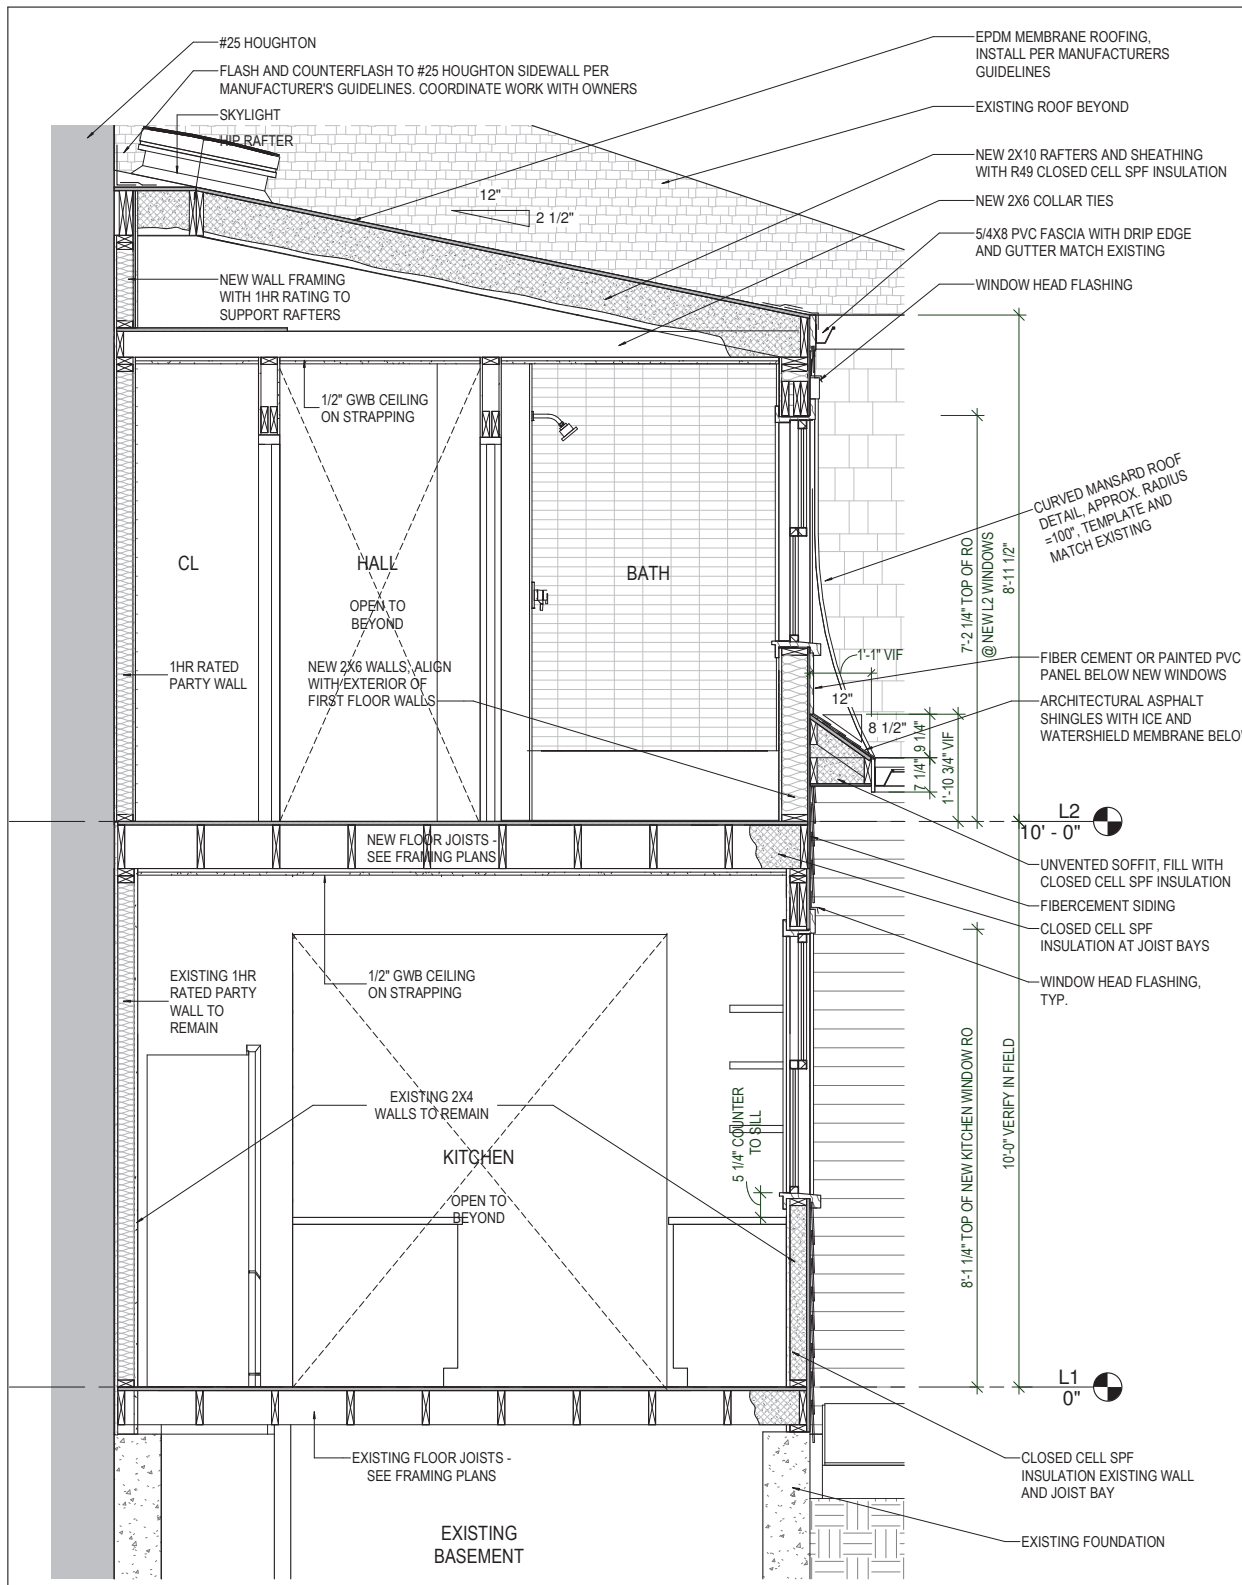 #25 HOUGHTON
FLASH AND COUNTERFLASH TO #25 HOUGHTON SIDEWALL PER
MANUFACTURER'S GUIDELINES. COORDINATE WORK WITH OWNERS
SKYLIGHT
HIP RAFTER
12"
2 1/2"
NEW WALL FRAMING
WITH 1HR RATING TO
SUPPORT RAFTERS
EPDM MEMBRANE ROOFING,
INSTALL PER MANUFACTURERS
GUIDELINES
EXISTING ROOF BEYOND
NEW 2X10 RAFTERS AND SHEATHING
WITH R49 CLOSED CELL SPF INSULATION
NEW 2X6 COLLAR TIES
5/4X8 PVC FASCIA WITH DRIP EDGE
AND GUTTER MATCH EXISTING
WINDOW HEAD FLASHING
1/2" GWB CEILING
ON STRAPPING
CL
HALL
OPEN TO
BEYOND
BATH
1HR RATED
PARTY WALL
NEW 2X6 WALLS, ALIGN
WITH EXTERIOR OF
FIRST FLOOR WALLS
CURVED MANSARD ROOF
DETAIL, APPROX. RADIUS
=100", TEMPLATE AND
MATCH EXISTING
7'-2 1/4" TOP OF RO
@ NEW L2 WINDOWS
8'-11 1/2"
1'-1" VIF
12"
8 1/2"
9 1/4"
7 1/4"
1'-10 3/4" VIF
FIBER CEMENT OR PAINTED PVC
PANEL BELOW NEW WINDOWS
ARCHITECTURAL ASPHALT
SHINGLES WITH ICE AND
WATERSHIELD MEMBRANE BELO
L2
10' - 0"
NEW FLOOR JOISTS -
SEE FRAMING PLANS
UNVENTED SOFFIT, FILL WITH
CLOSED CELL SPF INSULATION
FIBERCEMENT SIDING
CLOSED CELL SPF
INSULATION AT JOIST BAYS
WINDOW HEAD FLASHING,
TYP.
EXISTING 1HR
RATED PARTY
WALL TO
REMAIN
1/2" GWB CEILING
ON STRAPPING
EXISTING 2X4
WALLS TO REMAIN
KITCHEN
OPEN TO
BEYOND
5 1/4" COUNTER
TO SILL
8'-1 1/4" TOP OF NEW KITCHEN WINDOW RO
10'-0" VERIFY IN FIELD
L1
0"
EXISTING FLOOR JOISTS -
SEE FRAMING PLANS
CLOSED CELL SPF
INSULATION EXISTING WALL
AND JOIST BAY
EXISTING FOUNDATION
EXISTING
BASEMENT